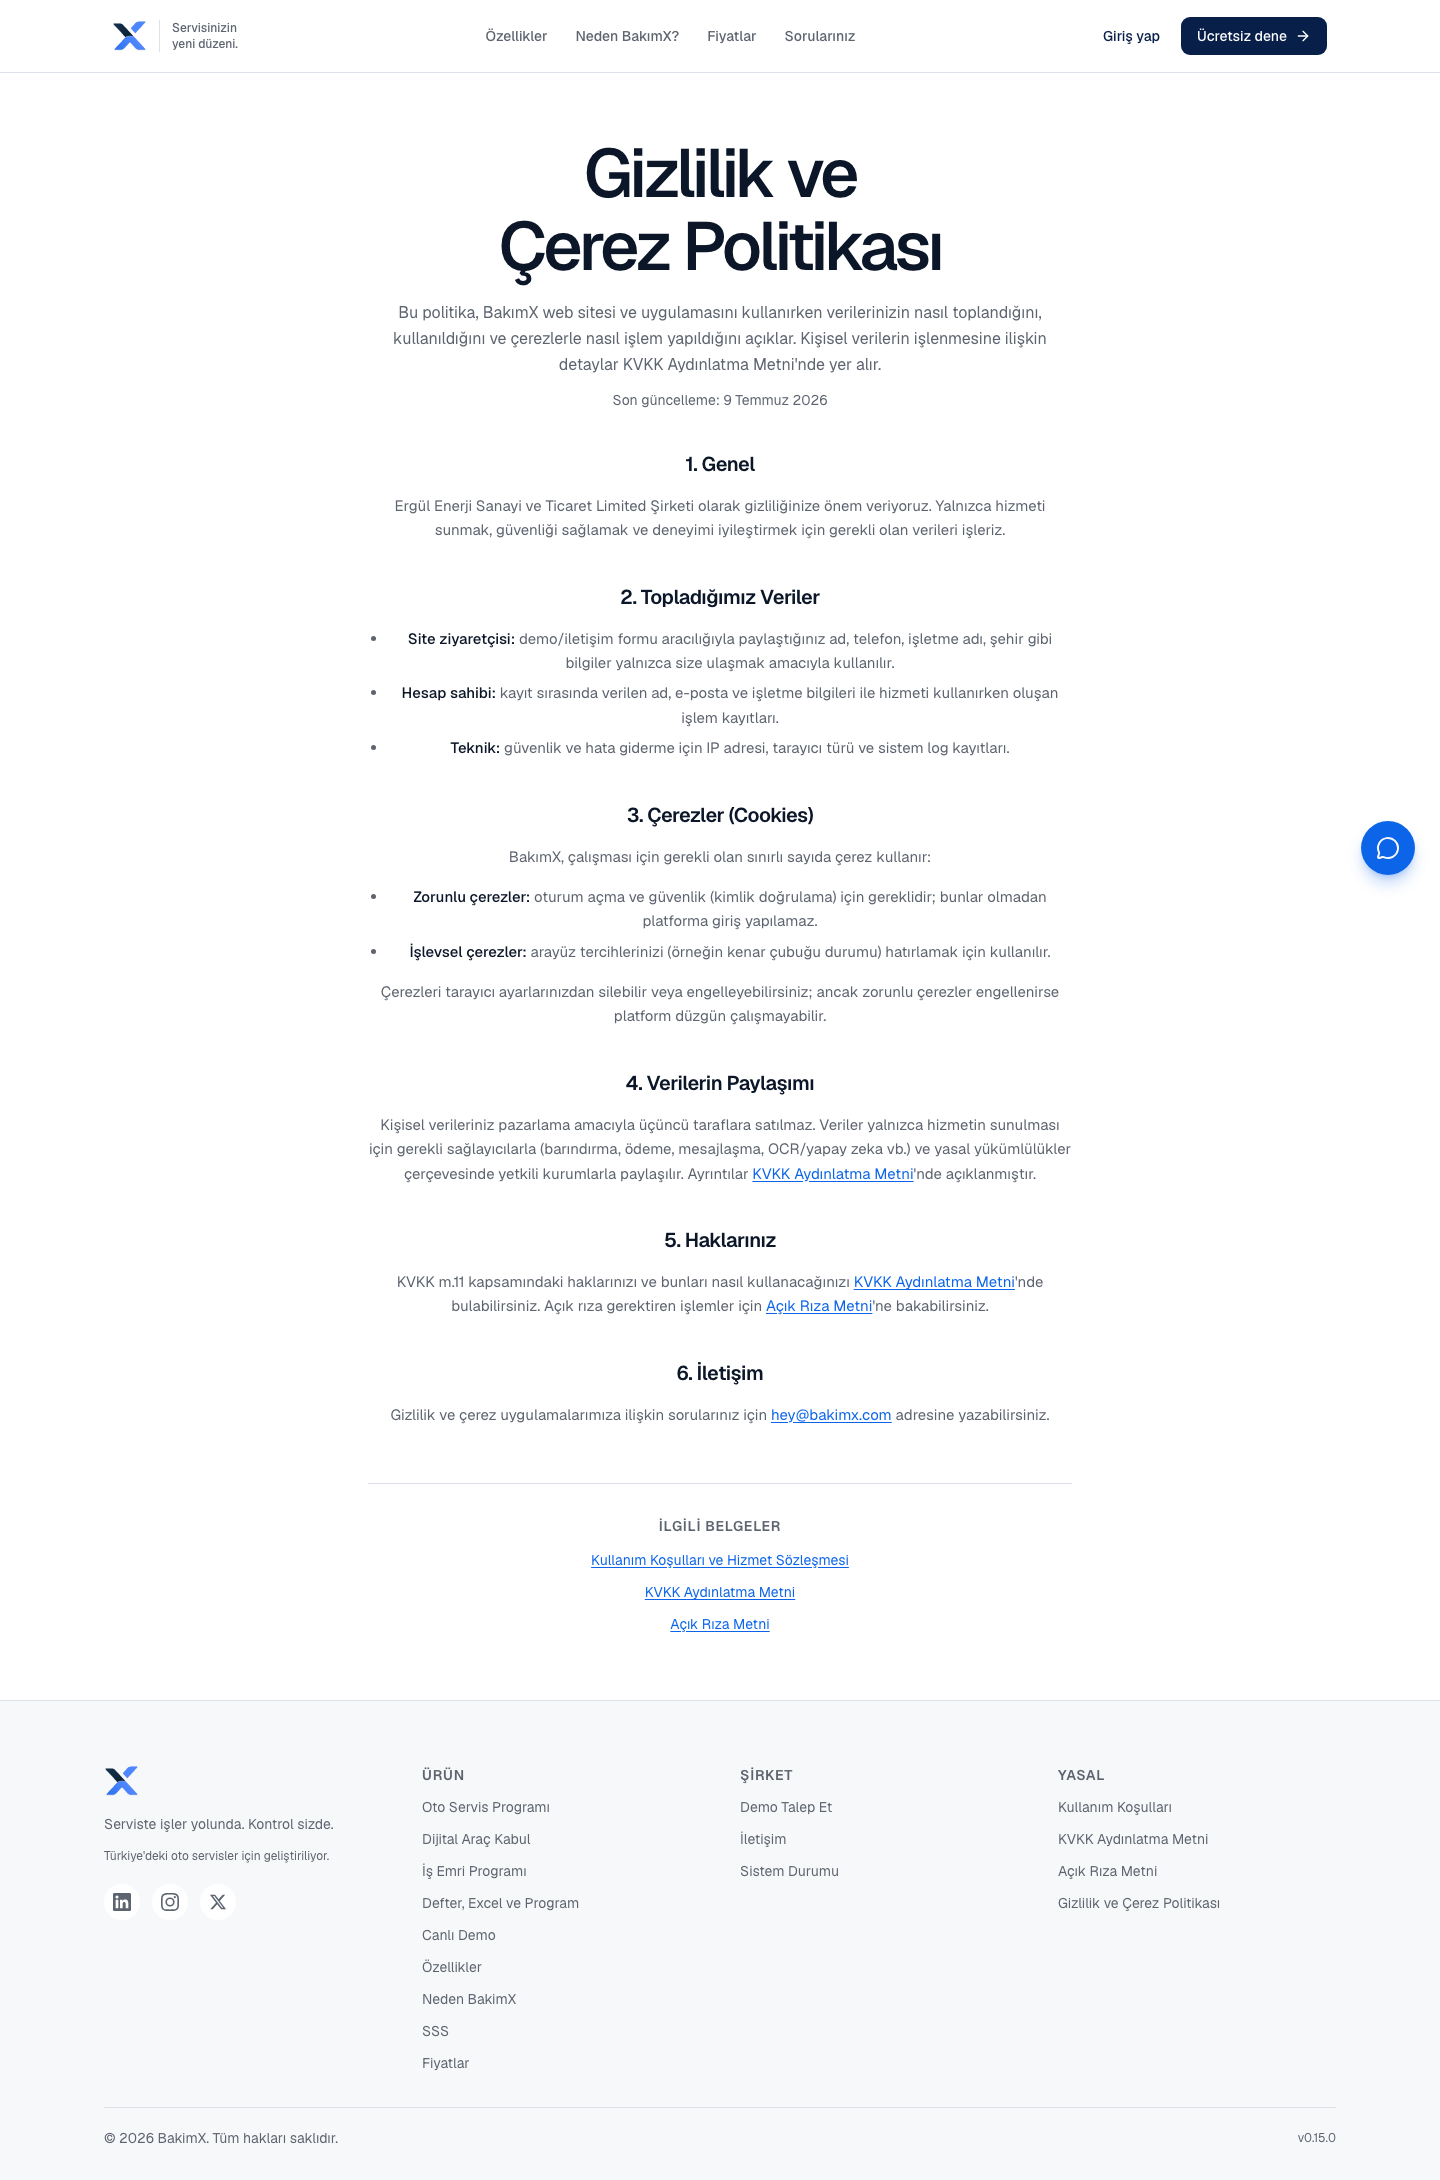 Servisinizin
yeni düzeni.
Özellikler
Neden BakımX?
Fiyatlar
Sorularınız
Giriş yap
Ücretsiz dene
Gizlilik ve
Çerez Politikası
Bu politika, BakımX web sitesi ve uygulamasını kullanırken verilerinizin nasıl toplandığını,
kullanıldığını ve çerezlerle nasıl işlem yapıldığını açıklar. Kişisel verilerin işlenmesine ilişkin
detaylar KVKK Aydınlatma Metni'nde yer alır.
Son güncelleme: 9 Temmuz 2026
1. Genel
Ergül Enerji Sanayi ve Ticaret Limited Şirketi olarak gizliliğinize önem veriyoruz. Yalnızca hizmeti
sunmak, güvenliği sağlamak ve deneyimi iyileştirmek için gerekli olan verileri işleriz.
2. Topladığımız Veriler
• Site ziyaretçisi: demo/iletişim formu aracılığıyla paylaştığınız ad, telefon, işletme adı, şehir gibi
bilgiler yalnızca size ulaşmak amacıyla kullanılır.
• Hesap sahibi: kayıt sırasında verilen ad, e-posta ve işletme bilgileri ile hizmeti kullanırken oluşan
işlem kayıtları.
• Teknik: güvenlik ve hata giderme için IP adresi, tarayıcı türü ve sistem log kayıtları.
3. Çerezler (Cookies)
BakımX, çalışması için gerekli olan sınırlı sayıda çerez kullanır:
• Zorunlu çerezler: oturum açma ve güvenlik (kimlik doğrulama) için gereklidir; bunlar olmadan
platforma giriş yapılamaz.
• İşlevsel çerezler: arayüz tercihlerinizi (örneğin kenar çubuğu durumu) hatırlamak için kullanılır.
Çerezleri tarayıcı ayarlarınızdan silebilir veya engelleyebilirsiniz; ancak zorunlu çerezler engellenirse
platform düzgün çalışmayabilir.
4. Verilerin Paylaşımı
Kişisel verileriniz pazarlama amacıyla üçüncü taraflara satılmaz. Veriler yalnızca hizmetin sunulması
için gerekli sağlayıcılarla (barındırma, ödeme, mesajlaşma, OCR/yapay zeka vb.) ve yasal yükümlülükler
çerçevesinde yetkili kurumlarla paylaşılır. Ayrıntılar KVKK Aydınlatma Metni'nde açıklanmıştır.
5. Haklarınız
KVKK m.11 kapsamındaki haklarınızı ve bunları nasıl kullanacağınızı KVKK Aydınlatma Metni'nde
bulabilirsiniz. Açık rıza gerektiren işlemler için Açık Rıza Metni'ne bakabilirsiniz.
6. İletişim
Gizlilik ve çerez uygulamalarımıza ilişkin sorularınız için hey@bakimx.com adresine yazabilirsiniz.
İLGİLİ BELGELER
Kullanım Koşulları ve Hizmet Sözleşmesi
KVKK Aydınlatma Metni
Açık Rıza Metni
Serviste işler yolunda. Kontrol sizde.
Türkiye'deki oto servisler için geliştiriliyor.
ÜRÜN
Oto Servis Programı
Dijital Araç Kabul
İş Emri Programı
Defter, Excel ve Program
Canlı Demo
Özellikler
Neden BakimX
SSS
Fiyatlar
ŞİRKET
Demo Talep Et
İletişim
Sistem Durumu
YASAL
Kullanım Koşulları
KVKK Aydınlatma Metni
Açık Rıza Metni
Gizlilik ve Çerez Politikası
© 2026 BakimX. Tüm hakları saklıdır.
v0.15.0